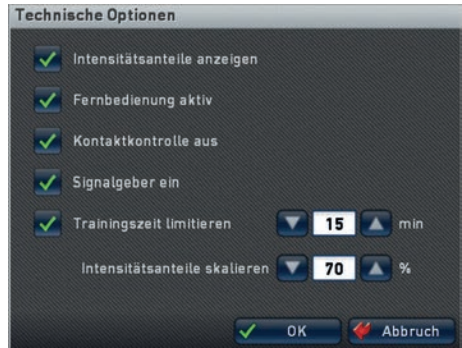 Technische Optionen
Intensitätsanteile anzeigen
Fernbedienung aktiv
Kontaktkontrolle aus
Signalgeber ein
Trainingszeit limitieren 15 min
Intensitätsanteile skalieren 70 %
OK Abbruch